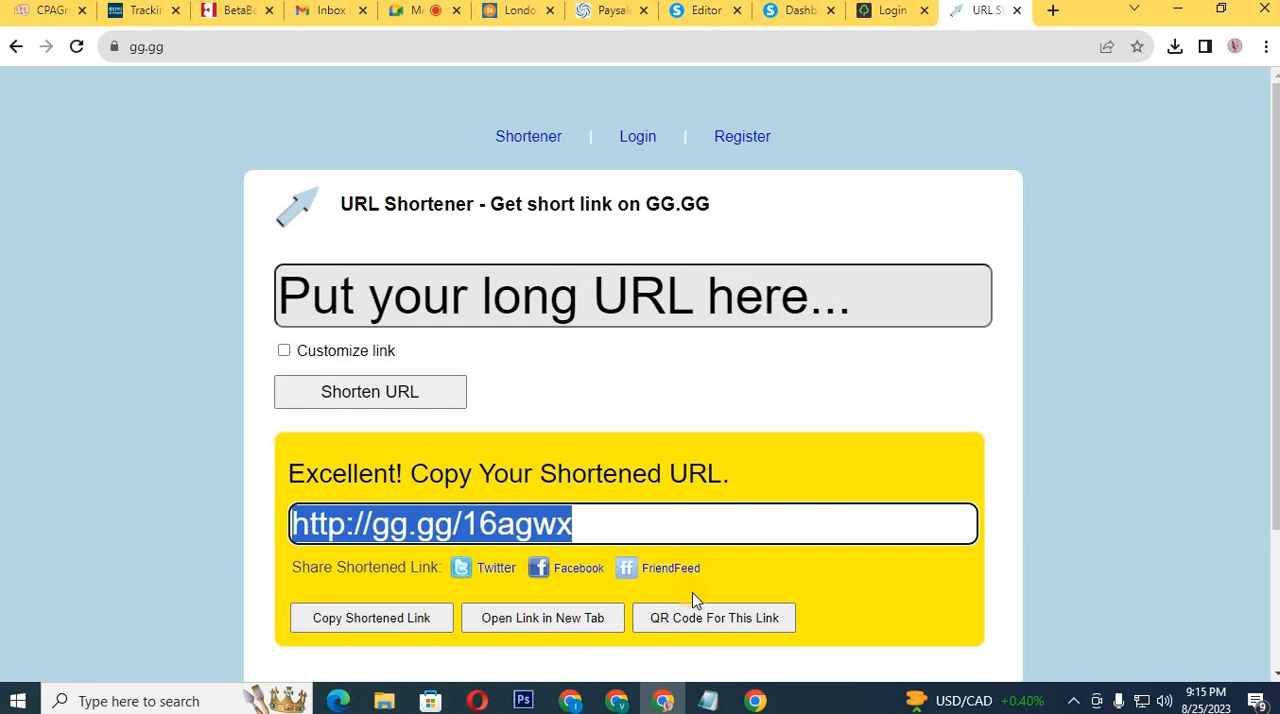 CPAGr
Trackin
BetaBe
Inbox
Me
Londo
Paysal
Editor
Dashb
Login
URL S
gg.gg
Shortener | Login | Register
URL Shortener - Get short link on GG.GG
Put your long URL here...
Customize link
Shorten URL
Excellent! Copy Your Shortened URL.
http://gg.gg/16agwx
Share Shortened Link: Twitter Facebook FriendFeed
Copy Shortened Link
Open Link in New Tab
QR Code For This Link
Type here to search
USD/CAD +0.40%
9:15 PM
8/25/2023